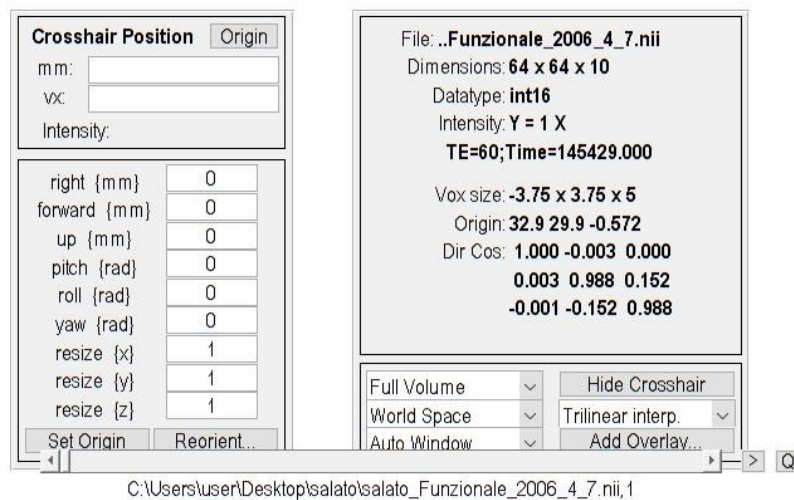 Crosshair Position Origin
mm:
vx:
Intensity:
right {mm} 0
forward {mm} 0
up {mm} 0
pitch {rad} 0
roll {rad} 0
yaw {rad} 0
resize {x} 1
resize {y} 1
resize {z} 1
Set Origin Reorient...
File: ..Funzionale_2006_4_7.nii
Dimensions: 64 x 64 x 10
Datatype: int16
Intensity: Y = 1 X
TE=60;Time=145429.000
Vox size: -3.75 x 3.75 x 5
Origin: 32.9 29.9 -0.572
Dir Cos: 1.000 -0.003 0.000
0.003 0.988 0.152
-0.001 -0.152 0.988
Full Volume Hide Crosshair
World Space Trilinear interp.
Auto Window Add Overlay...
> Q
C:\Users\user\Desktop\salato\salato_Funzionale_2006_4_7.nii,1